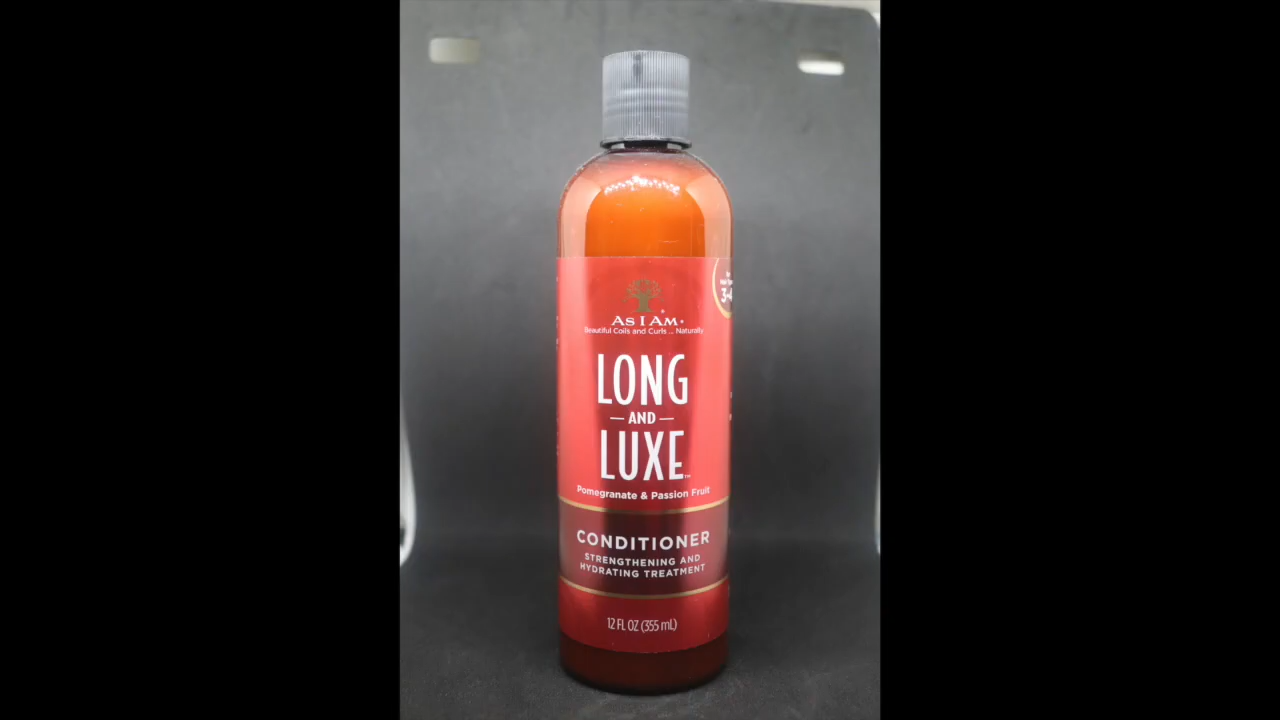 As I Am®
Beautiful Coils and Curls ... Naturally
LONG
AND
LUXE™
Pomegranate & Passion Fruit
CONDITIONER
STRENGTHENING AND
HYDRATING TREATMENT
12 FL OZ (355 mL)